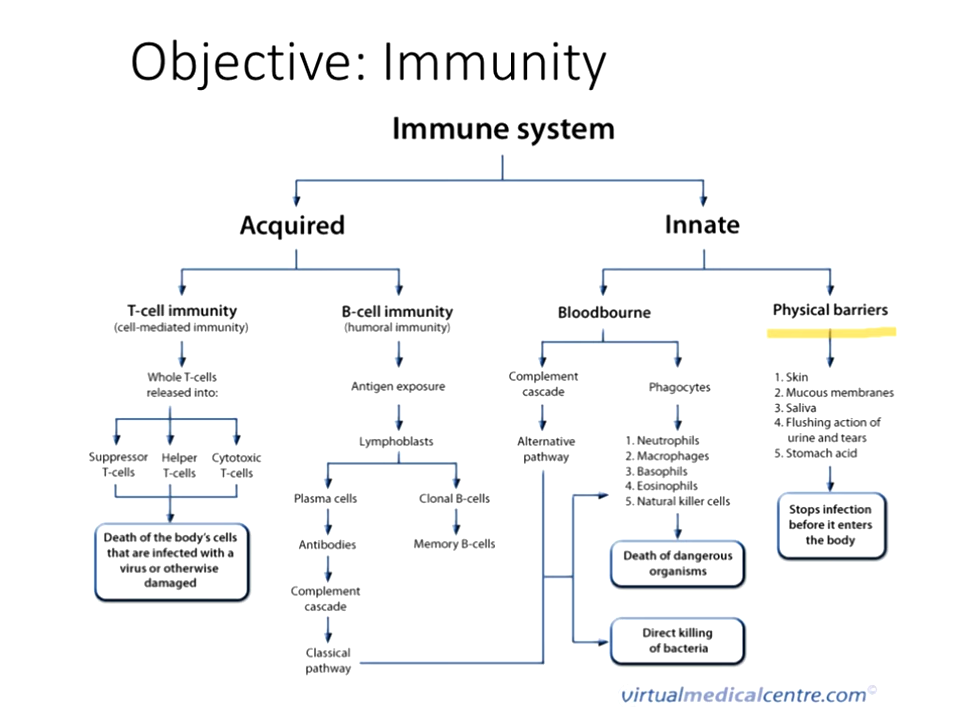 Objective: Immunity
Immune system
Acquired
Innate
T-cell immunity
(cell-mediated immunity)
B-cell immunity
(humoral immunity)
Bloodbourne
Physical barriers
Whole T-cells
released into:
Suppressor
T-cells
Helper
T-cells
Cytotoxic
T-cells
Death of the body's cells
that are infected with a
virus or otherwise
damaged
Antigen exposure
Lymphoblasts
Plasma cells
Clonal B-cells
Antibodies
Memory B-cells
Complement
cascade
Classical
pathway
Complement
cascade
Alternative
pathway
Phagocytes
1. Neutrophils
2. Macrophages
3. Basophils
4. Eosinophils
5. Natural killer cells
Death of dangerous
organisms
Direct killing
of bacteria
1. Skin
2. Mucous membranes
3. Saliva
4. Flushing action of
urine and tears
5. Stomach acid
Stops infection
before it enters
the body
virtualmedicalcentre.com©